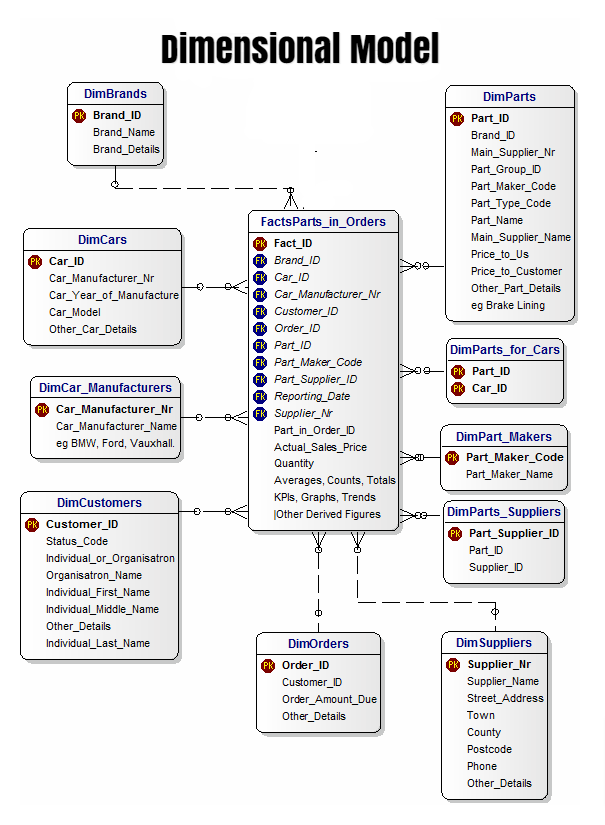 Dimensional Model
DimBrands
PK Brand_ID
Brand_Name
Brand_Details
DimParts
PK Part_ID
Brand_ID
Main_Supplier_Nr
Part_Group_ID
Part_Maker_Code
Part_Type_Code
Part_Name
Main_Supplier_Name
Price_to_Us
Price_to_Customer
Other_Part_Details
eg Brake Lining
DimCars
PK Car_ID
Car_Manufacturer_Nr
Car_Year_of_Manufacture
Car_Model
Other_Car_Details
FactsParts_in_Orders
PK Fact_ID
FK Brand_ID
FK Car_ID
FK Car_Manufacturer_Nr
FK Customer_ID
FK Order_ID
FK Part_ID
FK Part_Maker_Code
FK Part_Supplier_ID
FK Reporting_Date
FK Supplier_Nr
Part_in_Order_ID
Actual_Sales_Price
Quantity
Averages, Counts, Totals
KPIs, Graphs, Trends
|Other Derived Figures
DimParts_for_Cars
PK Part_ID
PK Car_ID
DimCar_Manufacturers
PK Car_Manufacturer_Nr
Car_Manufacturer_Name
eg BMW, Ford, Vauxhall.
DimPart_Makers
PK Part_Maker_Code
Part_Maker_Name
DimCustomers
PK Customer_ID
Status_Code
Individual_or_Organisatron
Organisatron_Name
Individual_First_Name
Individual_Middle_Name
Other_Details
Individual_Last_Name
DimParts_Suppliers
PK Part_Supplier_ID
Part_ID
Supplier_ID
DimOrders
PK Order_ID
Customer_ID
Order_Amount_Due
Other_Details
DimSuppliers
PK Supplier_Nr
Supplier_Name
Street_Address
Town
County
Postcode
Phone
Other_Details